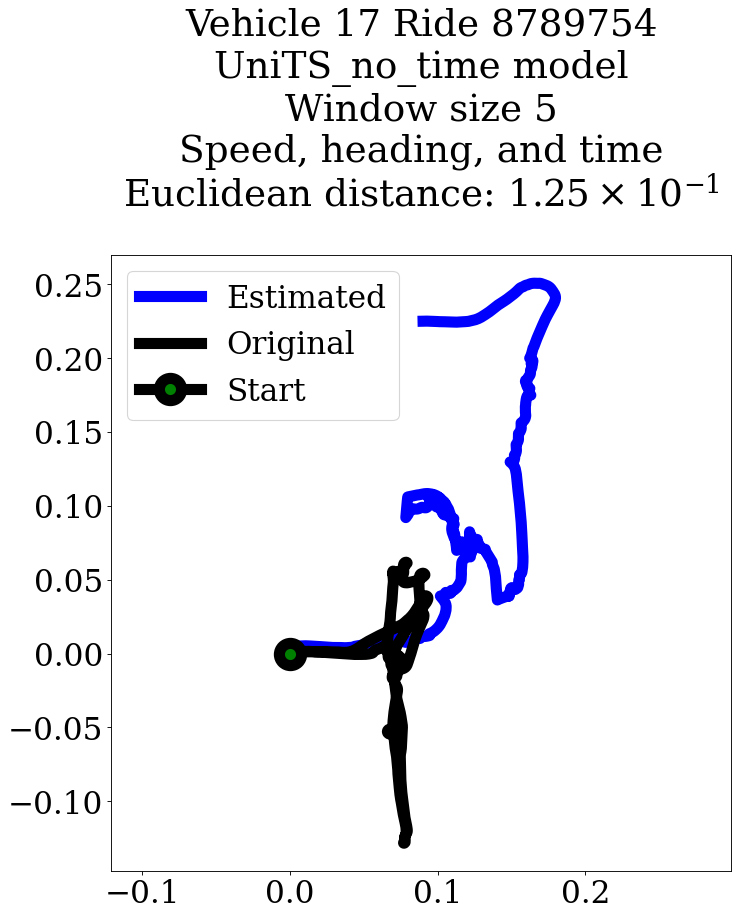 Vehicle 17 Ride 8789754
UniTS_no_time model
Window size 5
Speed, heading, and time
Euclidean distance: 1.25 × 10⁻¹
Estimated
Original
Start
0.25
0.20
0.15
0.10
0.05
0.00
−0.05
−0.10
−0.1 0.0 0.1 0.2